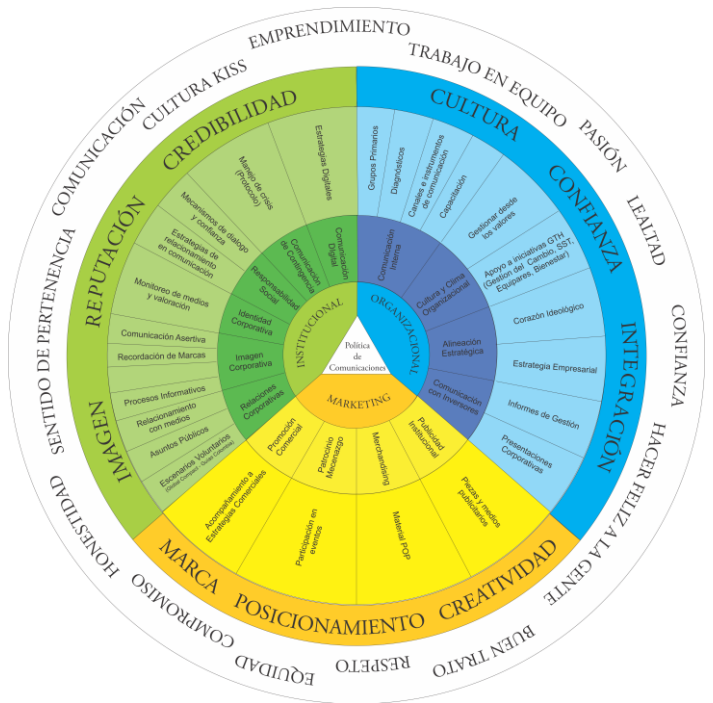 EMPRENDIMIENTO
TRABAJO EN EQUIPO
PASIÓN
LEALTAD
CONFIANZA
HACER FELIZ A LA GENTE
BUEN TRATO
RESPETO
EQUIDAD
COMPROMISO
HONESTIDAD
SENTIDO DE PERTENENCIA
COMUNICACIÓN
CULTURA KISS
CREDIBILIDAD
REPUTACIÓN
IMAGEN
CULTURA
CONFIANZA
INTEGRACIÓN
MARCA
POSICIONAMIENTO
CREATIVIDAD
Estrategias Digitales
Manejo de crisis
(Protocolo)
Mecanismos de dialogo
y confianza
Estrategias de
relacionamiento
en comunicación
Monitoreo de medios
y valoración
Comunicación Asertiva
Recordación de Marcas
Procesos Informativos
Relacionamiento
con medios
Asuntos Públicos
Escenarios Voluntarios
Grupos Primarios
Diagnósticos
Canales e instrumentos
de comunicación
Capacitación
Gestionar desde
los valores
Apoyo a iniciativas GTH
(Gestion del Cambio, SST,
Equipares, Bienestar)
Corazón Ideológico
Estrategia Empresarial
Informes de Gestión
Presentaciones
Corporativas
Acompañamiento a
Estrategias Comerciales
Participación en
eventos
Material POP
Piezas y medios
publicitarios
Comunicación
Digital
Comunicación
de Contingencia
Responsabilidad
Social
Identidad
Corporativa
Imagen
Corporativa
Relaciones
Corporativas
Comunicación
Interna
Cultura y Clima
Organizacional
Alineación
Estratégica
Comunicación
con Inversores
Promoción
Comercial
Patrocinio
Mecenazgo
Merchandising
Publicidad
Institucional
INSTITUCIONAL
ORGANIZACIONAL
MARKETING
Política
de
Comunicaciones